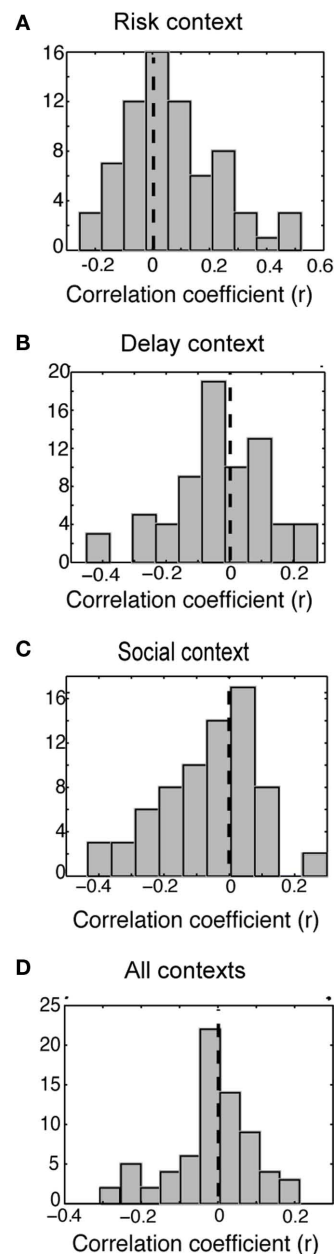 A Risk context
16
12
8
4
0
-0.2 0 0.2 0.4 0.6
Correlation coefficient (r)
B Delay context
20
16
12
8
4
0
−0.4 −0.2 0 0.2
Correlation coefficient (r)
C Social context
16
12
8
4
0
−0.4 −0.2 0 0.2
Correlation coefficient (r)
D All contexts
25
20
15
10
5
0
−0.4 −0.2 0 0.2
Correlation coefficient (r)